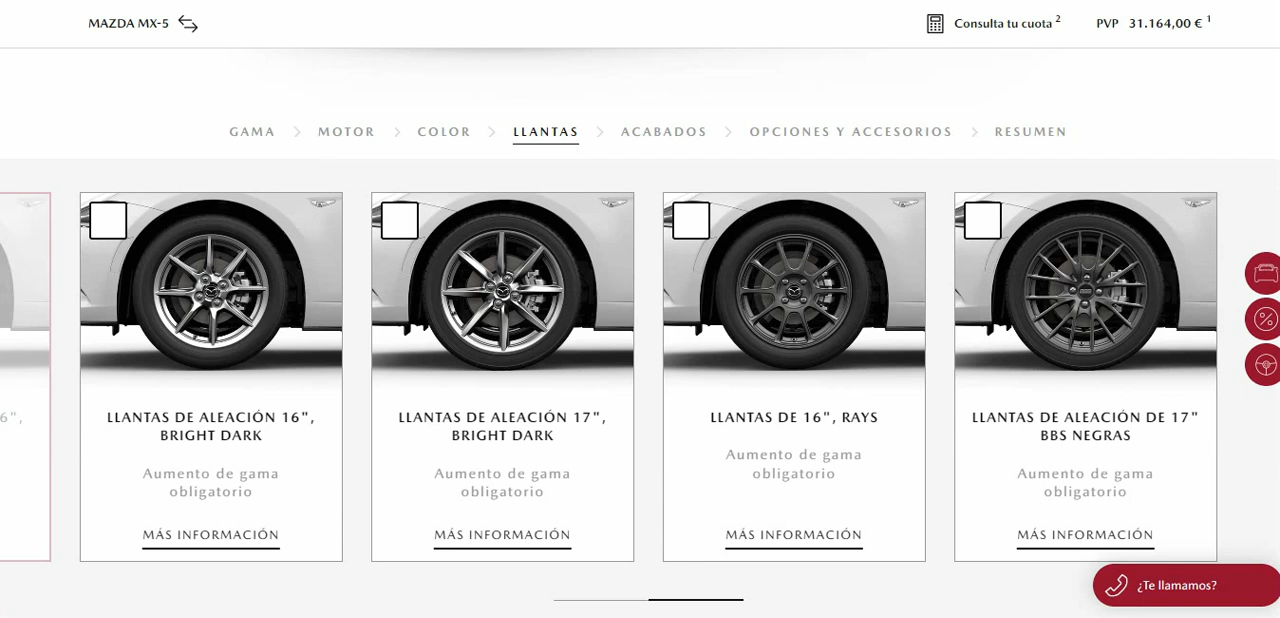 MAZDA MX-5
Consulta tu cuota 2
PVP 31.164,00 € 1
GAMA
MOTOR
COLOR
LLANTAS
ACABADOS
OPCIONES Y ACCESORIOS
RESUMEN
6",
LLANTAS DE ALEACIÓN 16",
BRIGHT DARK
Aumento de gama
obligatorio
MÁS INFORMACIÓN
LLANTAS DE ALEACIÓN 17",
BRIGHT DARK
Aumento de gama
obligatorio
MÁS INFORMACIÓN
LLANTAS DE 16", RAYS
Aumento de gama
obligatorio
MÁS INFORMACIÓN
LLANTAS DE ALEACIÓN DE 17"
BBS NEGRAS
Aumento de gama
obligatorio
MÁS INFORMACIÓN
¿Te llamamos?